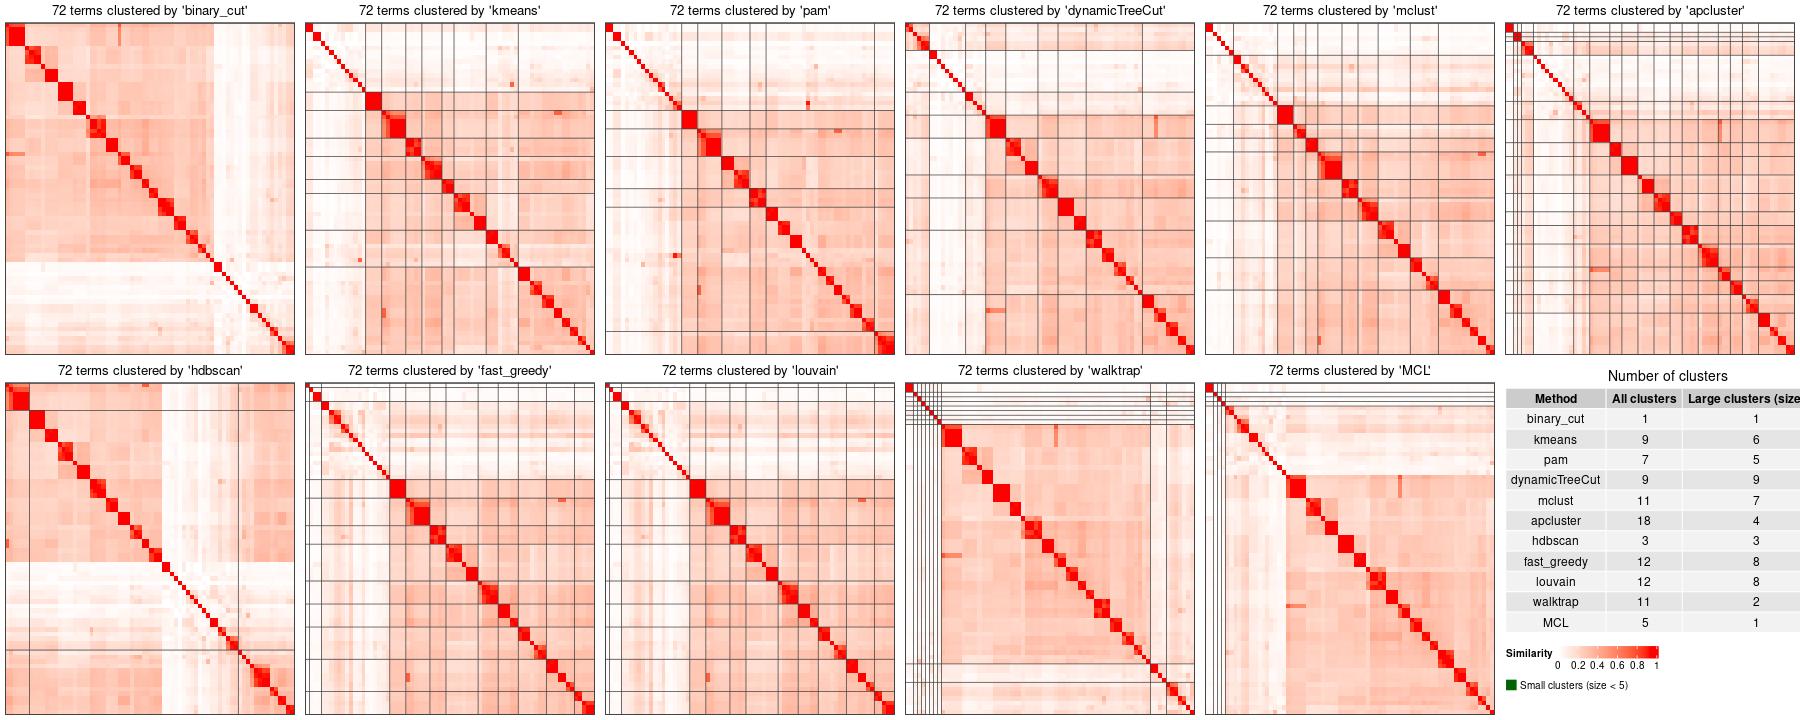 72 terms clustered by 'binary_cut'
72 terms clustered by 'kmeans'
72 terms clustered by 'pam'
72 terms clustered by 'dynamicTreeCut'
72 terms clustered by 'mclust'
72 terms clustered by 'apcluster'
72 terms clustered by 'hdbscan'
72 terms clustered by 'fast_greedy'
72 terms clustered by 'louvain'
72 terms clustered by 'walktrap'
72 terms clustered by 'MCL'
Number of clusters
Method All clusters Large clusters (size
binary_cut 1 1
kmeans 9 6
pam 7 5
dynamicTreeCut 9 9
mclust 11 7
apcluster 18 4
hdbscan 3 3
fast_greedy 12 8
louvain 12 8
walktrap 11 2
MCL 5 1
Similarity
0 0.2 0.4 0.6 0.8 1
Small clusters (size < 5)